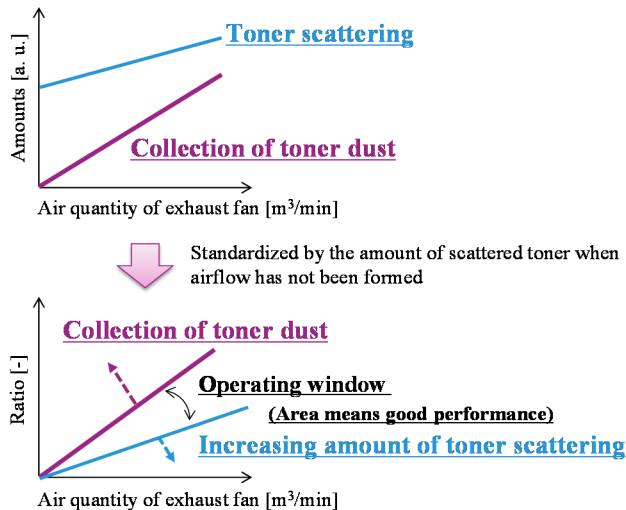 Toner scattering
Amounts [a. u.]
Collection of toner dust
Air quantity of exhaust fan [m³/min]
Standardized by the amount of scattered toner when
airflow has not been formed
Collection of toner dust
Ratio [-]
Operating window
(Area means good performance)
Increasing amount of toner scattering
Air quantity of exhaust fan [m³/min]